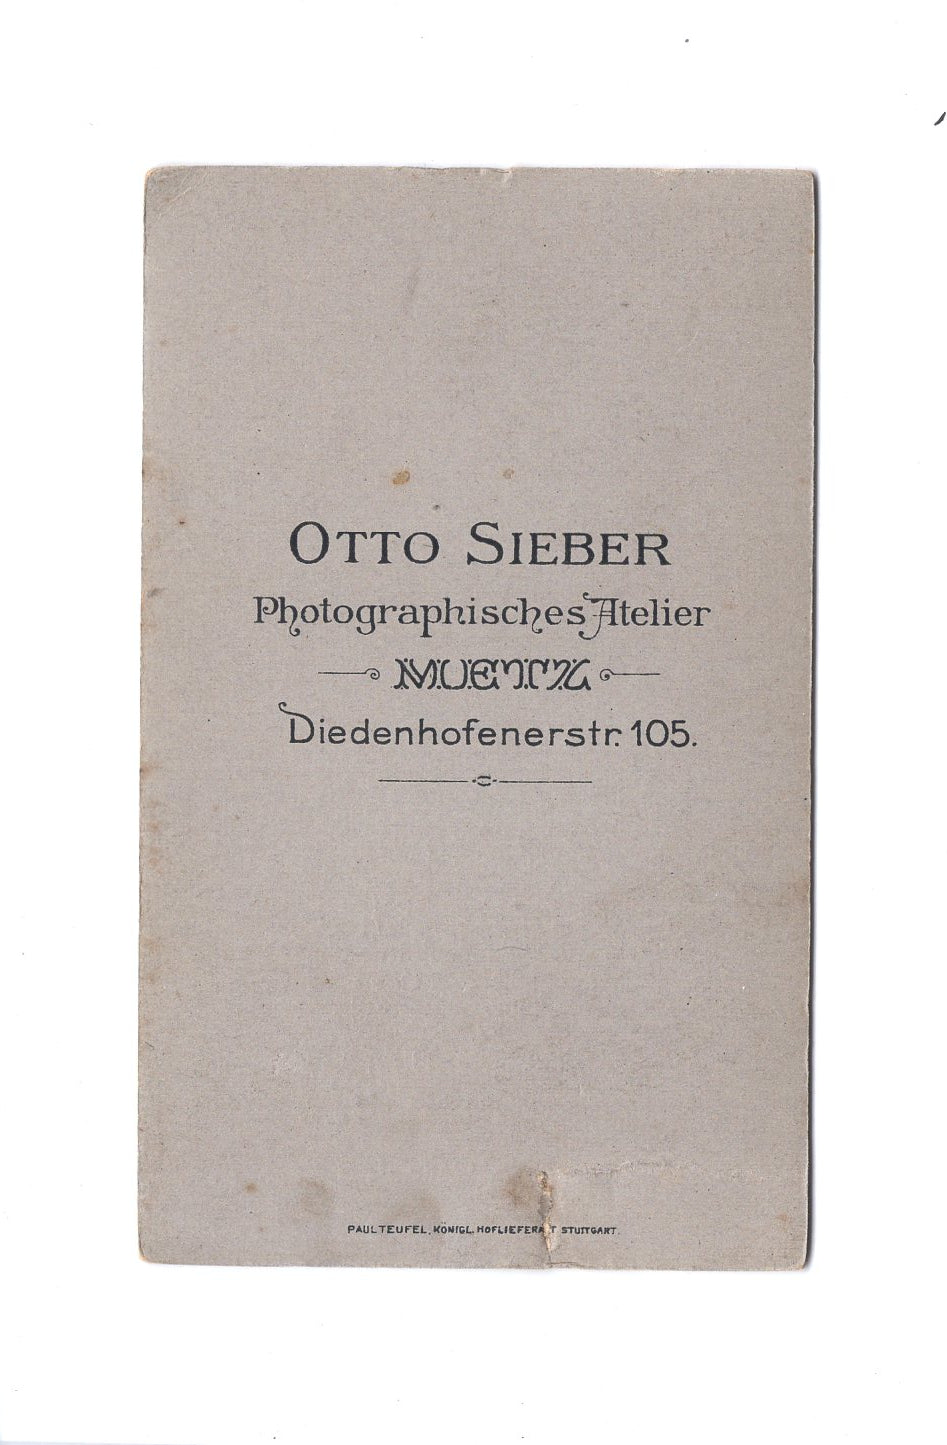 OTTO SIEBER
Photographisches Atelier
METZ
Diedenhofenerstr. 105.
PAUL TEUFEL, KÖNIGL. HOFLIEFERANT STUTTGART.